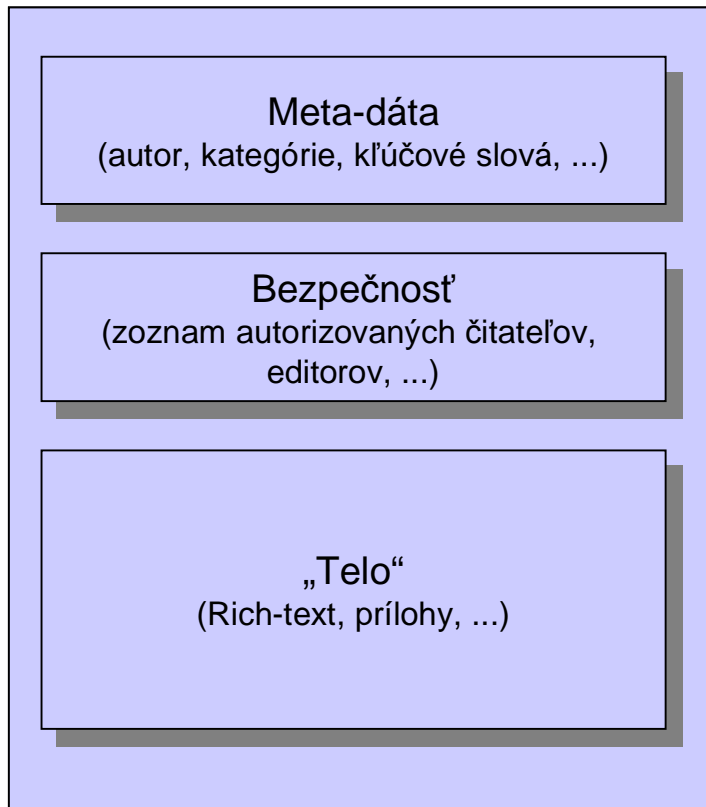 Meta-dáta
(autor, kategórie, kľúčové slová, ...)
Bezpečnosť
(zoznam autorizovaných čitateľov,
editorov, ...)
„Telo“
(Rich-text, prílohy, ...)